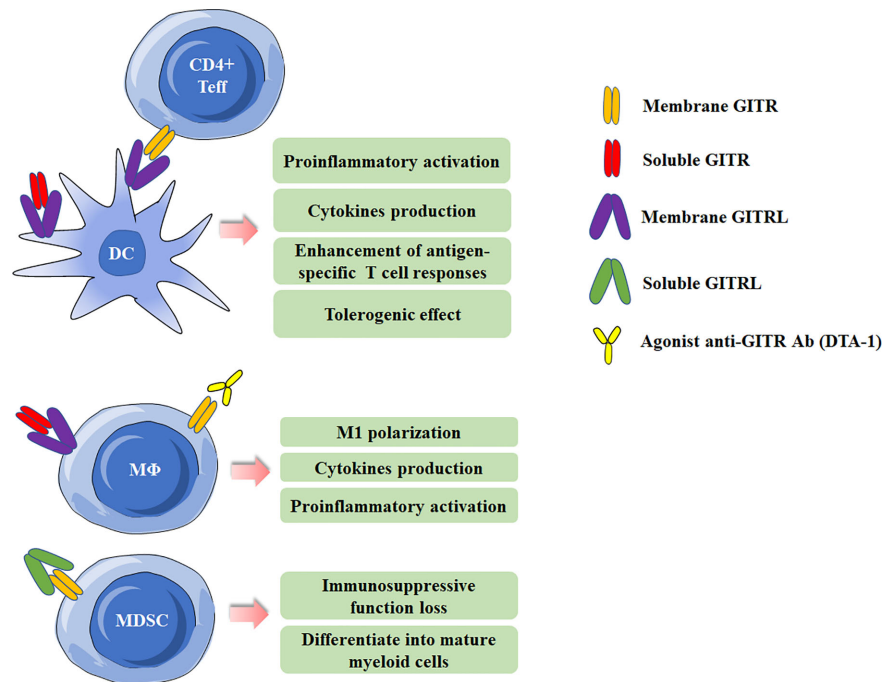 CD4+
Teff
DC
Proinflammatory activation
Cytokines production
Enhancement of antigen-
specific T cell responses
Tolerogenic effect
MΦ
M1 polarization
Cytokines production
Proinflammatory activation
MDSC
Immunosuppressive
function loss
Differentiate into mature
myeloid cells
Membrane GITR
Soluble GITR
Membrane GITRL
Soluble GITRL
Agonist anti-GITR Ab (DTA-1)